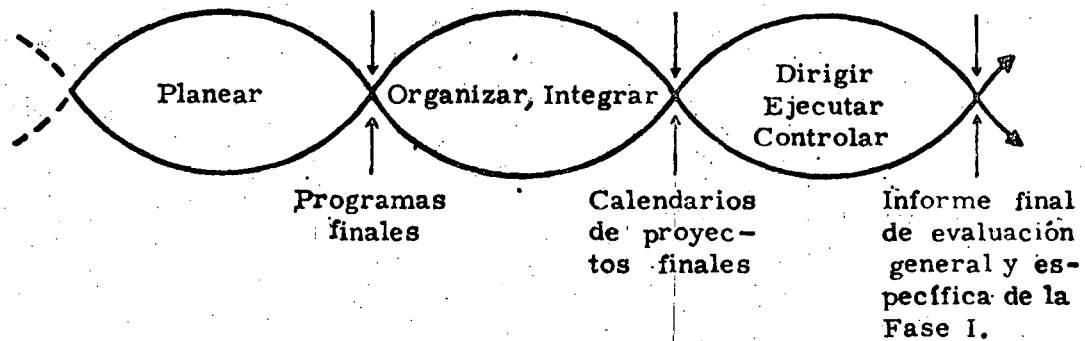 Planear
Organizar, Integrar
Dirigir
Ejecutar
Controlar
Programas
finales
Calendarios
de proyec-
tos finales
Informe final
de evaluación
general y es-
pecífica de la
Fase I.